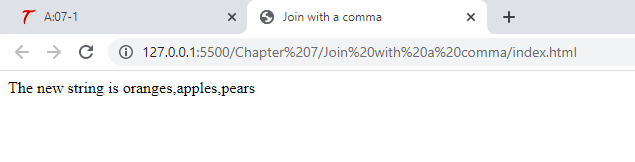 A:07-1
Join with a comma
127.0.0.1:5500/Chapter%207/Join%20with%20a%20comma/index.html
The new string is oranges,apples,pears